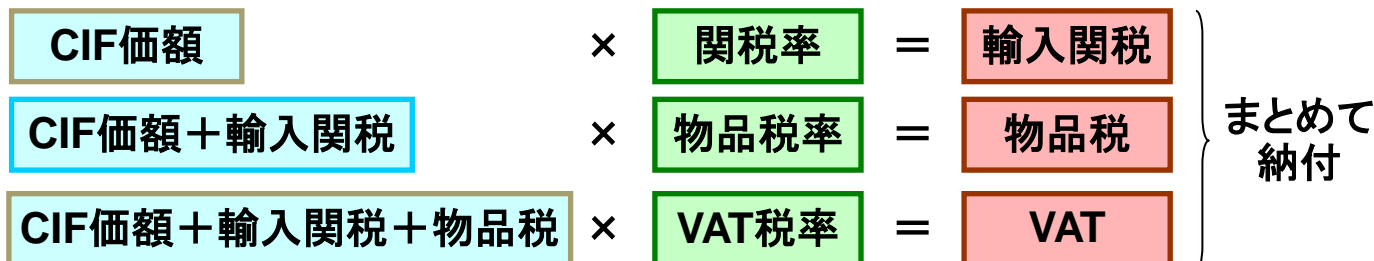 CIF価額 × 関税率 ＝ 輸入関税
CIF価額＋輸入関税 × 物品税率 ＝ 物品税
CIF価額＋輸入関税＋物品税 × VAT税率 ＝ VAT
まとめて
納付